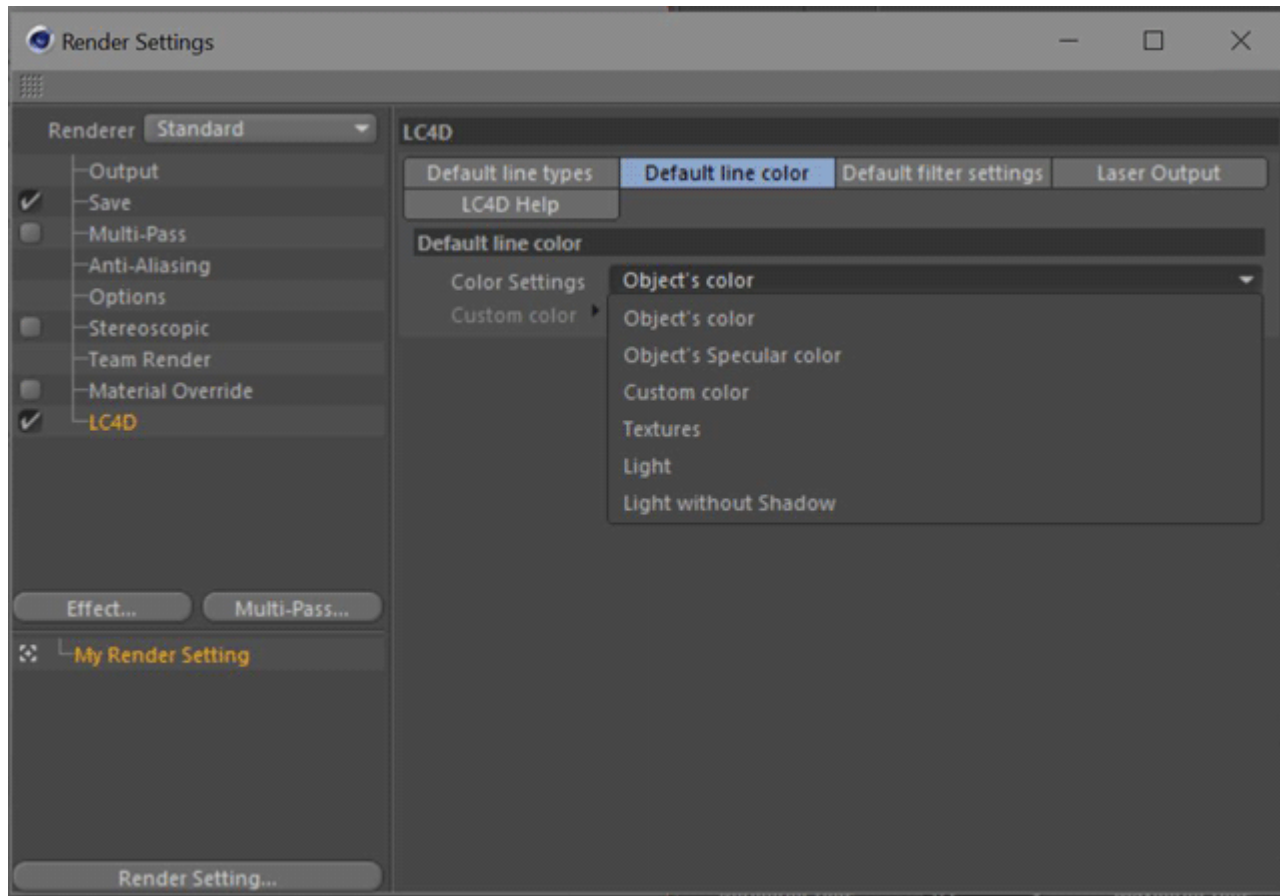 Render Settings
Renderer Standard
Output
Save
Multi-Pass
Anti-Aliasing
Options
Stereoscopic
Team Render
Material Override
LC4D
Effect... Multi-Pass...
My Render Setting
Render Setting...
LC4D
Default line types Default line color Default filter settings Laser Output
LC4D Help
Default line color
Color Settings Object's color
Custom color
Object's color
Object's Specular color
Custom color
Textures
Light
Light without Shadow